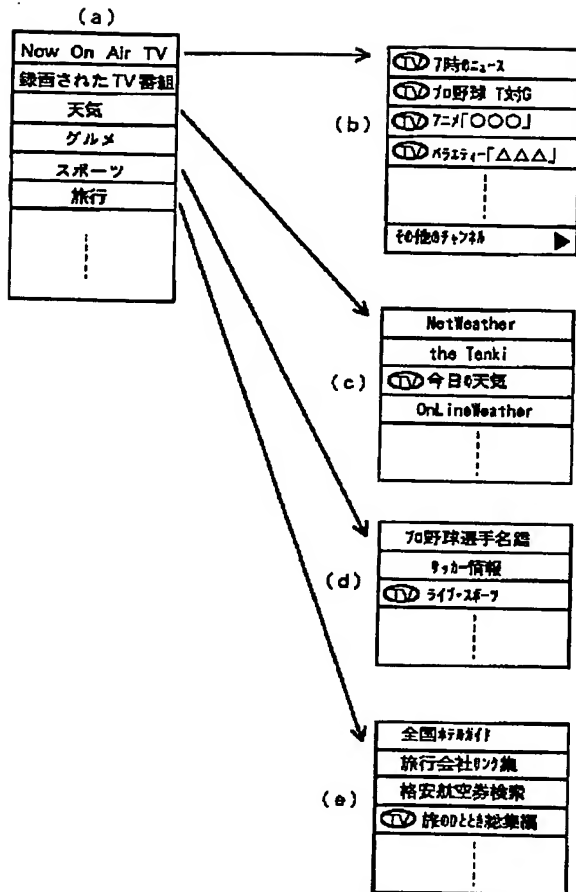 (a)
Now On Air TV
録画されたTV番組
天気
グルメ
スポーツ
旅行
(b)
TV 7時のニュース
TV プロ野球 T対G
TV アニメ「○○○」
TV バラエティー「△△△」
その他のチャンネル ▶
(c)
NetWeather
the Tenki
TV 今日の天気
OnLineWeather
(d)
プロ野球選手名鑑
サッカー情報
TV ライブ・スポーツ
(e)
全国ホテルガイド
旅行会社リンク集
格安航空券検索
TV 旅のひととき総集編